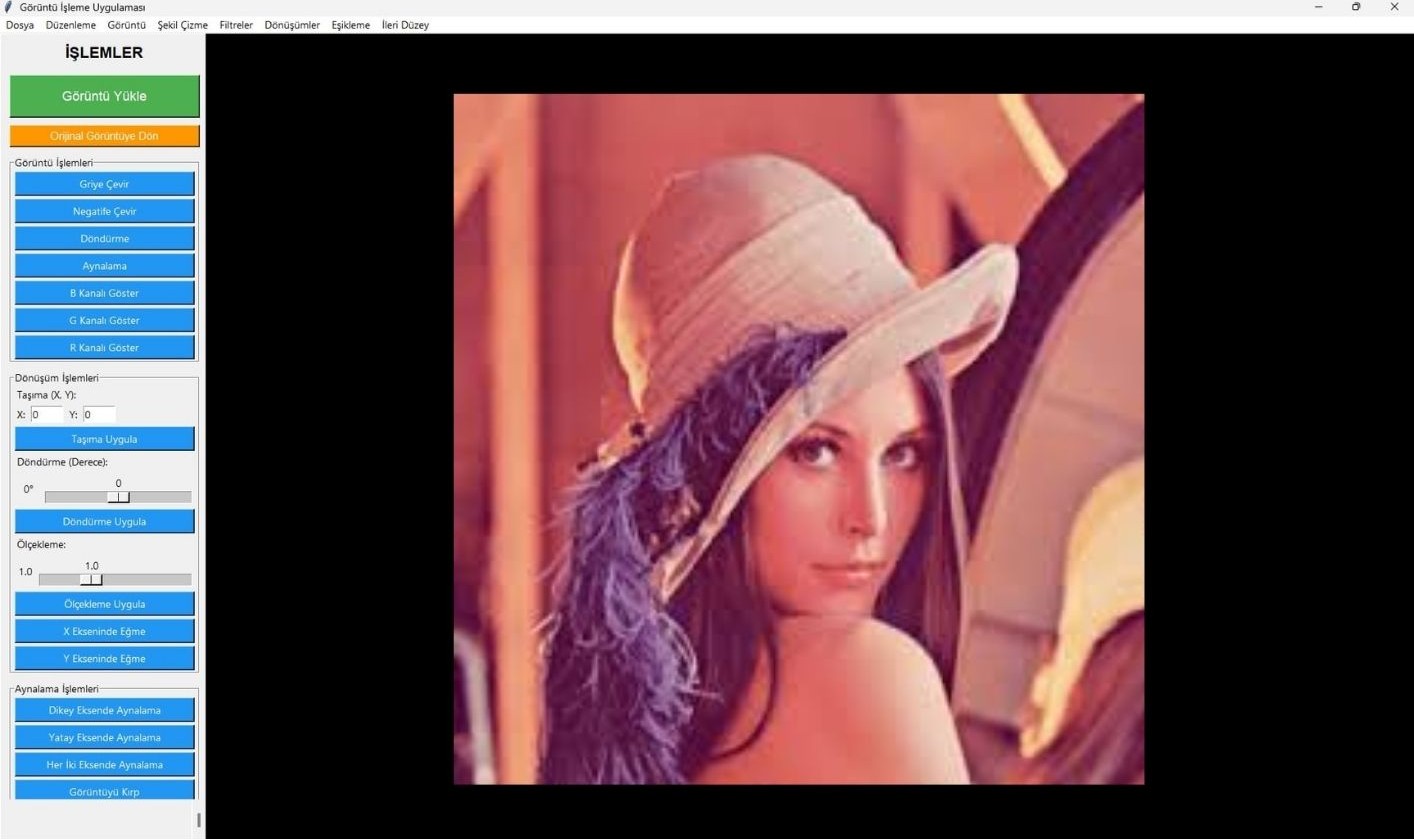 Görüntü İşleme Uygulaması
Dosya Düzenleme Görüntü Şekil Çizme Filtreler Dönüşümler Eşikleme İleri Düzey
İŞLEMLER
Görüntü Yükle
Orijinal Görüntüye Dön
Görüntü İşlemleri
Griye Çevir
Negatife Çevir
Döndürme
Aynalama
B Kanalı Göster
G Kanalı Göster
R Kanalı Göster
Dönüşüm İşlemleri
Taşıma (X, Y):
X: 0 Y: 0
Taşıma Uygula
Döndürme (Derece):
0
0°
Döndürme Uygula
Ölçekleme:
1.0
1.0
Ölçekleme Uygula
X Ekseninde Eğme
Y Ekseninde Eğme
Aynalama İşlemleri
Dikey Eksende Aynalama
Yatay Eksende Aynalama
Her İki Eksende Aynalama
Görüntüyü Kırp